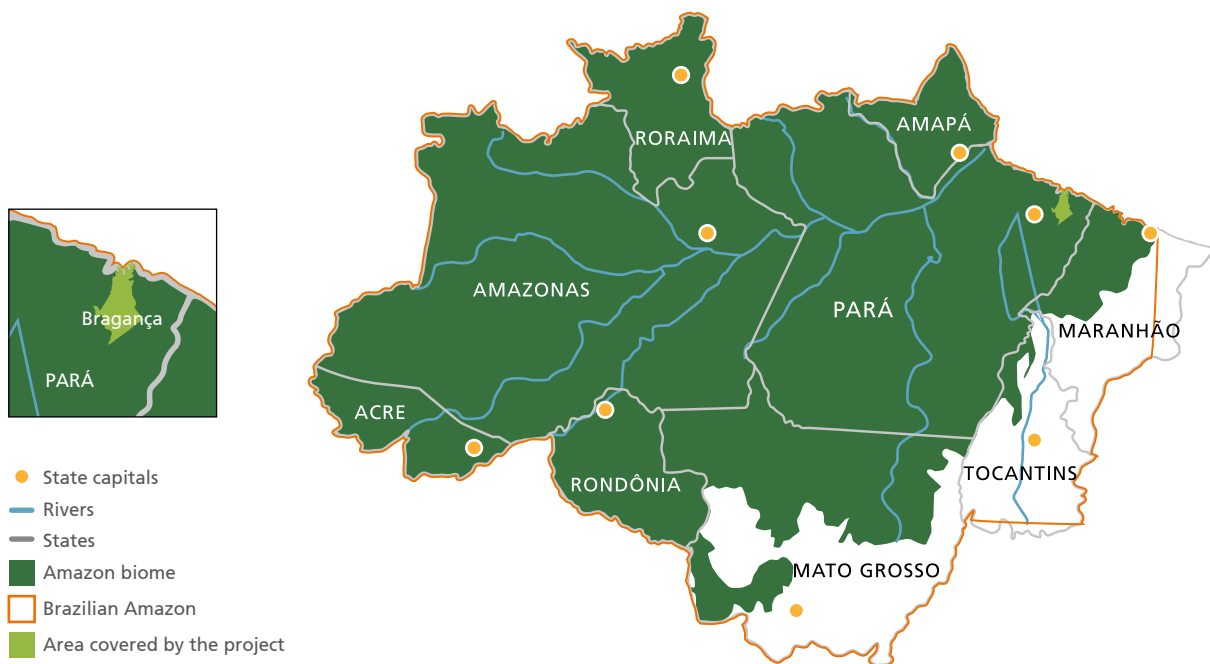 RORAIMA
AMAPÁ
AMAZONAS
PARÁ
MARANHÃO
ACRE
RONDÔNIA
TOCANTINS
MATO GROSSO
Bragança
PARÁ
State capitals
Rivers
States
Amazon biome
Brazilian Amazon
Area covered by the project